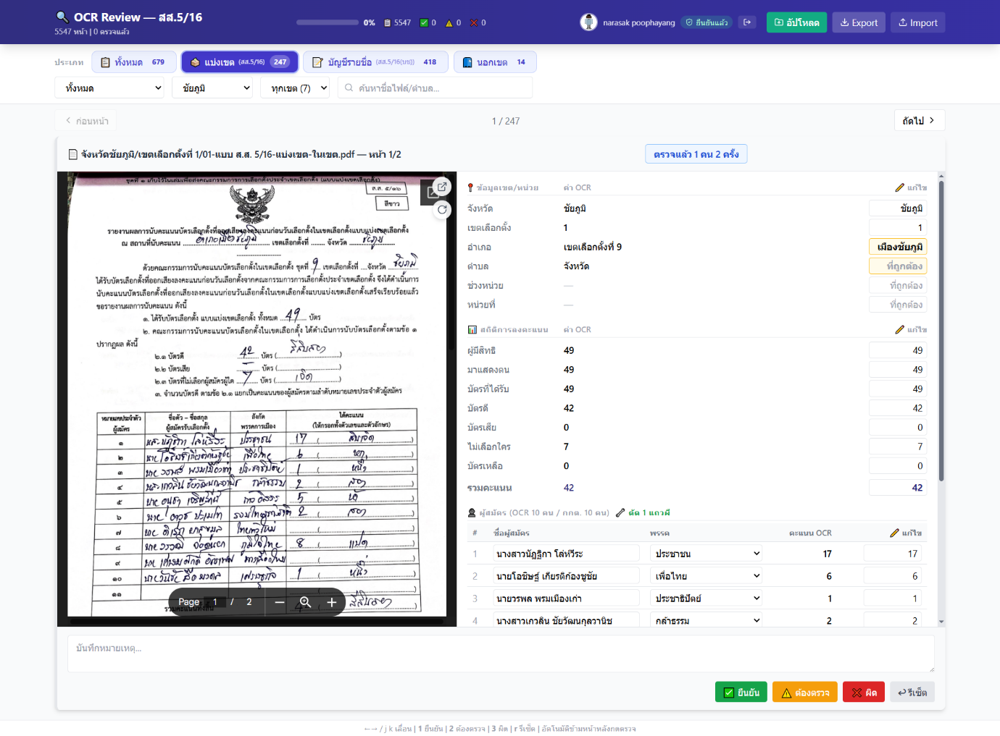 OCR Review — สส.5/16
5547 หน้า | 0 ตรวจแล้ว
0% 5547 0 0 0
narasak poophayang ยืนยันแล้ว
อัปโหลด Export Import
ประเภท ทั้งหมด 679 แบ่งเขต (สส.5/16) 247 บัญชีรายชื่อ (สส.5/16(บช)) 418 นอกเขต 14
ทั้งหมด ชัยภูมิ ทุกเขต (7) ค้นหาชื่อไฟล์/ตำบล...
ก่อนหน้า 1 / 247 ถัดไป
จังหวัดชัยภูมิ/เขตเลือกตั้งที่ 1/01-แบบ ส.ส. 5/16-แบ่งเขต-ในเขต.pdf — หน้า 1/2
ตรวจแล้ว 1 คน 2 ครั้ง
ชุดที่ ๑ เก็บไว้ในเล่มเพื่อส่งคณะกรรมการการเลือกตั้งประจำเขตเลือกตั้ง (แบบแบ่งเขตเลือกตั้ง)
ส.ส. ๕/๑๖
สีขาว
รายงานผลการนับคะแนนบัตรเลือกตั้งที่ออกเสียงลงคะแนนก่อนวันเลือกตั้งในเขตเลือกตั้งแบบแบ่งเขตเลือกตั้ง
ณ สถานที่นับคะแนน เขตเลือกตั้งที่ จังหวัด ชัยภูมิ
ด้วยคณะกรรมการนับคะแนนบัตรเลือกตั้งในเขตเลือกตั้ง ชุดที่ 9 เขตเลือกตั้งที่ จังหวัด ชัยภูมิ
ได้รับบัตรเลือกตั้งที่ออกเสียงลงคะแนนก่อนวันเลือกตั้งจากคณะกรรมการการเลือกตั้งประจำเขตเลือกตั้ง จึงได้ดำเนินการ
นับคะแนนบัตรเลือกตั้งที่ออกเสียงลงคะแนนก่อนวันเลือกตั้งในเขตเลือกตั้งแบบแบ่งเขตเลือกตั้งเสร็จเรียบร้อยแล้ว
ขอรายงานผลการนับคะแนน ดังนี้
๑. ได้รับบัตรเลือกตั้ง แบบแบ่งเขตเลือกตั้ง ทั้งหมด 49 บัตร
๒. คณะกรรมการนับคะแนนบัตรเลือกตั้งในเขตเลือกตั้ง ได้ดำเนินการนับบัตรเลือกตั้งตามข้อ ๑
ปรากฏผล ดังนี้
๒.๑ บัตรดี 42 บัตร (สี่สิบสอง)
๒.๒ บัตรเสีย - บัตร ( )
๒.๓ บัตรที่ไม่เลือกผู้สมัครผู้ใด 7 บัตร (เจ็ด)
๓. จำนวนบัตรดี ตามข้อ ๒.๑ แยกเป็นคะแนนของผู้สมัครตามลำดับหมายเลขประจำตัวผู้สมัคร
หมายเลขประจำตัวผู้สมัคร ชื่อตัว – ชื่อสกุล ผู้สมัครรับเลือกตั้ง สังกัดพรรคการเมือง ได้คะแนน (ให้กรอกทั้งตัวเลขและตัวอักษร)
๑ ประชาชน 17 (สิบเจ็ด)
๒ เพื่อไทย 6 (หก)
๓ ประชาธิปัตย์ 1 (หนึ่ง)
๔ กล้าธรรม 2 (สอง)
๕ 5 (ห้า)
๖ รวมไทยสร้างชาติ 2 (สอง)
๗ ไทยภักดี
๘ ภูมิใจไทย 8 (แปด)
๙
๑๐ เศรษฐกิจ 1 (หนึ่ง)
๑๑
รวมคะแนนทั้งสิ้น สี่สิบสอง
Page 1 / 2
ข้อมูลเขต/หน่วย ค่า OCR แก้ไข
จังหวัด ชัยภูมิ ชัยภูมิ
เขตเลือกตั้ง 1 1
อำเภอ เขตเลือกตั้งที่ 9 เมืองชัยภูมิ
ตำบล จังหวัด ที่ถูกต้อง
ช่วงหน่วย — ที่ถูกต้อง
หน่วยที่ — ที่ถูกต้อง
สถิติการลงคะแนน ค่า OCR แก้ไข
ผู้มีสิทธิ 49 49
มาแสดงตน 49 49
บัตรที่ได้รับ 49 49
บัตรดี 42 42
บัตรเสีย 0 0
ไม่เลือกใคร 7 7
บัตรเหลือ 0 0
รวมคะแนน 42 42
ผู้สมัคร (OCR 10 คน / กกต. 10 คน) ตัด 1 แถวผี
# ชื่อผู้สมัคร พรรค คะแนน OCR แก้ไข
1 นางสาวนัฏฐิกา โล่ห์วีระ ประชาชน 17 17
2 นายโอชิษฐ์ เกียรติก้องชูชัย เพื่อไทย 6 6
3 นายวรพล พรมเมืองเก่า ประชาธิปัตย์ 1 1
4 นางสาวเกวลิน ชัยวัฒนกุลวานิช กล้าธรรม 2 2
บันทึกหมายเหตุ...
ยืนยัน ต้องตรวจ ผิด รีเซ็ต
←→ / j k เลื่อน | 1 ยืนยัน | 2 ต้องตรวจ | 3 ผิด | r รีเซ็ต | อัตโนมัติข้ามหน้าหลังกดตรวจ